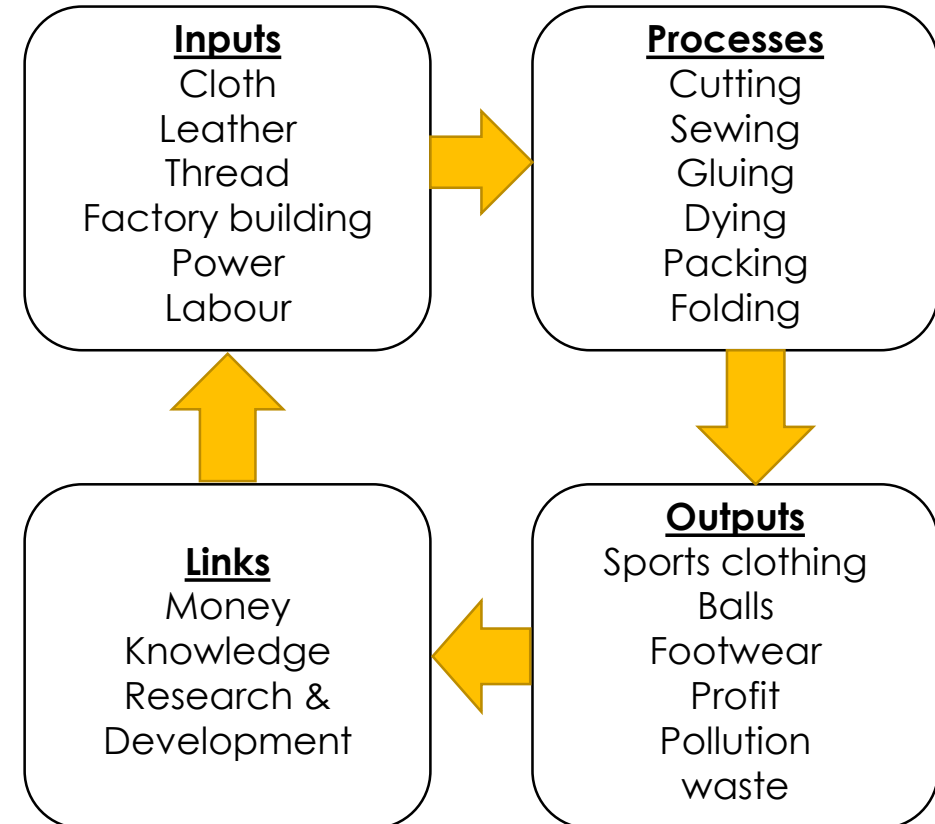 Inputs
Cloth
Leather
Thread
Factory building
Power
Labour
Processes
Cutting
Sewing
Gluing
Dying
Packing
Folding
Links
Money
Knowledge
Research &
Development
Outputs
Sports clothing
Balls
Footwear
Profit
Pollution
waste